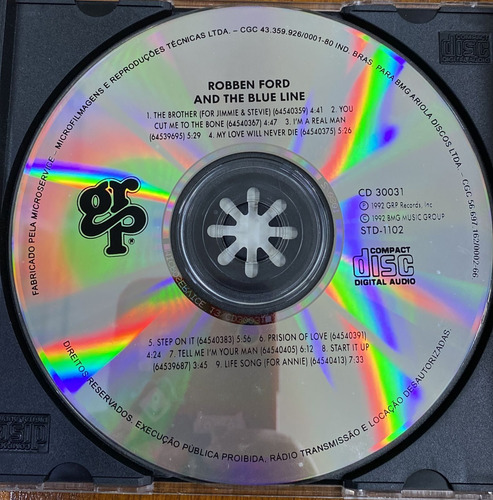 FABRICADO PELA MICROSERVICE - MICROFILMAGENS E REPRODUÇÕES TÉCNICAS LTDA. - CGC 43.359.926/0001-80 IND. BRAS. PARA BMG ARIOLA DISCOS LTDA.
ROBBEN FORD
AND THE BLUE LINE
1. THE BROTHER (FOR JIMMIE & STEVIE) (64540359) 4:41 2. YOU
CUT ME TO THE BONE (64540367) 4:47 3. I'M A REAL MAN
(64539695) 5:29 4. MY LOVE WILL NEVER DIE (64540375) 5:26
grp
®
CD 30031
℗ 1992 GRP Records, Inc
© 1992 BMG MUSIC GROUP
STD-1102
COMPACT
disc
DIGITAL AUDIO
5. STEP ON IT (64540383) 5:56 6. PRISION OF LOVE (64540391)
4:24 7. TELL ME I'M YOUR MAN (64540405) 6:12 8. START IT UP
(64539687) 3:45 9. LIFE SONG (FOR ANNIE) (64540413) 7:33
DIREITOS RESERVADOS. EXECUÇÃO PÚBLICA PROIBIDA. RÁDIO TRANSMISSÃO E LOCAÇÃO DESAUTORIZADAS.